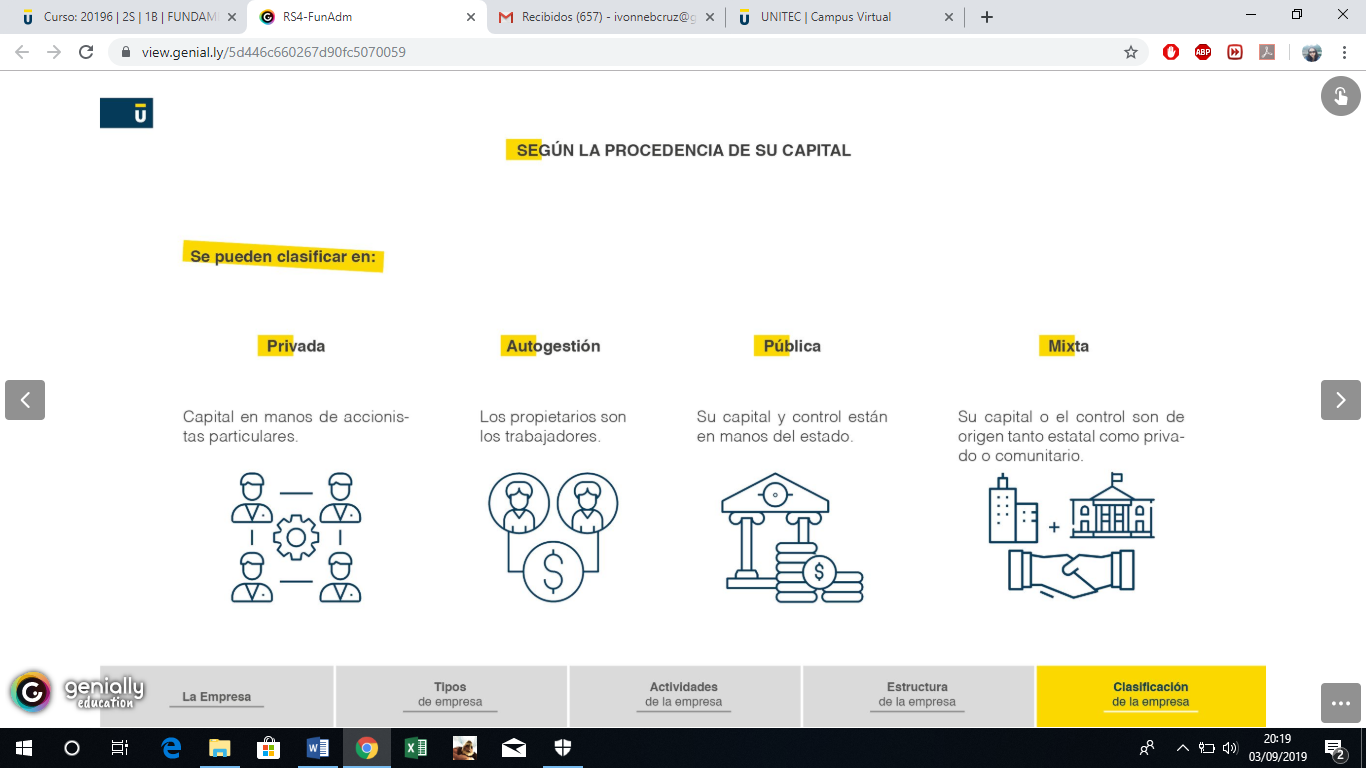 Curso: 20196 | 2S | 1B | FUNDAM
RS4-FunAdm
Recibidos (657) - ivonnebcruz@g
UNITEC | Campus Virtual
view.genial.ly/5d446c660267d90fc5070059
ABP
SEGÚN LA PROCEDENCIA DE SU CAPITAL
Se pueden clasificar en:
Privada
Autogestión
Pública
Mixta
Capital en manos de accionis-
tas particulares.
Los propietarios son
los trabajadores.
Su capital y control están
en manos del estado.
Su capital o el control son de
origen tanto estatal como priva-
do o comunitario.
$
$
+
genially
education
La Empresa
Tipos
de empresa
Actividades
de la empresa
Estructura
de la empresa
Clasificación
de la empresa
20:19
03/09/2019
2